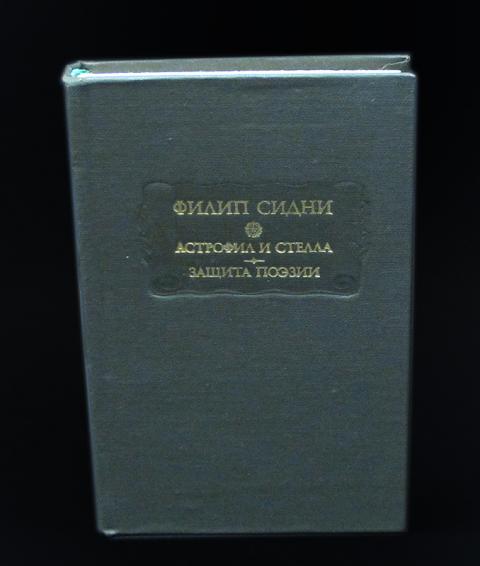 ФИЛИП СИДНИ
АСТРОФИЛ И СТЕЛЛА
ЗАЩИТА ПОЭЗИИ